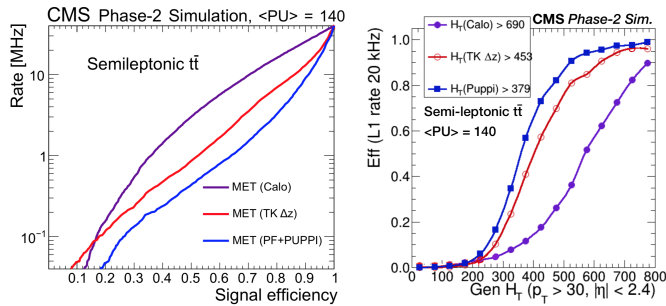 CMS Phase-2 Simulation, <PU> = 140
Rate [MHz]
Semileptonic tt̄
10
1
10⁻¹
MET (Calo)
MET (TK Δz)
MET (PF+PUPPI)
0.1 0.2 0.3 0.4 0.5 0.6 0.7 0.8 0.9 1
Signal efficiency
CMS Phase-2 Sim.
Eff (L1 rate 20 kHz)
H_T(Calo) > 690
H_T(TK Δz) > 453
H_T(Puppi) > 379
Semi-leptonic tt̄
<PU> = 140
1.0
0.8
0.6
0.4
0.2
0.0
0 100 200 300 400 500 600 700 800
Gen H_T (p_T > 30, |η| < 2.4)